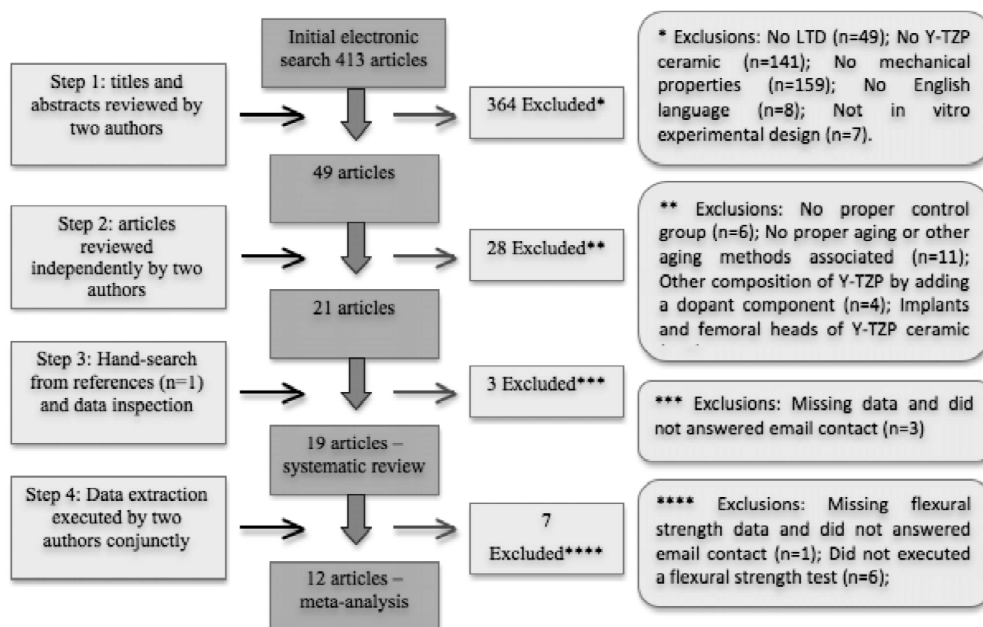 Initial electronic
search 413 articles
Step 1: titles and
abstracts reviewed by
two authors
364 Excluded*
* Exclusions: No LTD (n=49); No Y-TZP
ceramic (n=141); No mechanical
properties (n=159); No English
language (n=8); Not in vitro
experimental design (n=7).
49 articles
Step 2: articles
reviewed
independently by two
authors
28 Excluded**
** Exclusions: No proper control
group (n=6); No proper aging or other
aging methods associated (n=11);
Other composition of Y-TZP by adding
a dopant component (n=4); Implants
and femoral heads of Y-TZP ceramic
21 articles
Step 3: Hand-search
from references (n=1)
and data inspection
3 Excluded***
*** Exclusions: Missing data and did
not answered email contact (n=3)
19 articles –
systematic review
Step 4: Data extraction
executed by two
authors conjunctly
7
Excluded****
**** Exclusions: Missing flexural
strength data and did not answered
email contact (n=1); Did not executed
a flexural strength test (n=6);
12 articles –
meta-analysis